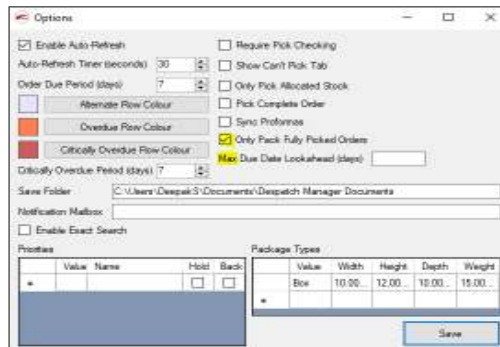 Options
Enable Auto-Refresh
Require Pick Checking
Auto-Refresh Timer (seconds) 30
Show Can't Pick Tab
Order Due Period (days) 7
Only Pick Allocated Stock
Alternate Row Colour
Pick Complete Order
Sync Proformas
Overdue Row Colour
Only Pack Fully Picked Orders
Critically Overdue Row Colour
Max Due Date Lookahead (days)
Critically Overdue Period (days) 7
Save Folder C:\Users\DeepakS\Documents\Despatch Manager Documents
Notification Mailbox
Enable Exact Search
Priorities
Package Types
Value Name Hold Back
Value Width Height Depth Weight
Box 10.00... 12.00... 10.00... 15.00...
Save